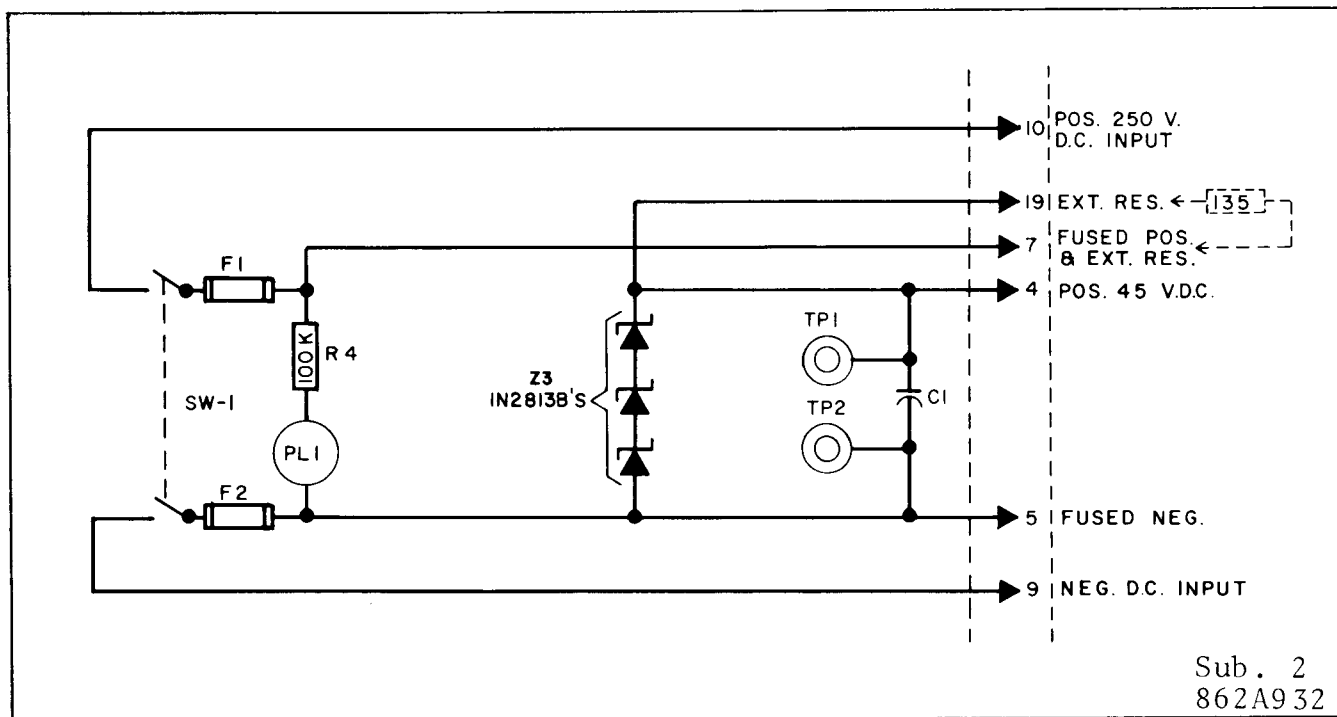 10 POS. 250 V.
D.C. INPUT
19 EXT. RES.
135
7 FUSED POS.
& EXT. RES.
4 POS. 45 V.D.C.
F1
100K
R4
SW-1
PL1
F2
Z3
1N2813B'S
TP1
TP2
C1
5 FUSED NEG.
9 NEG. D.C. INPUT
Sub. 2
862A932